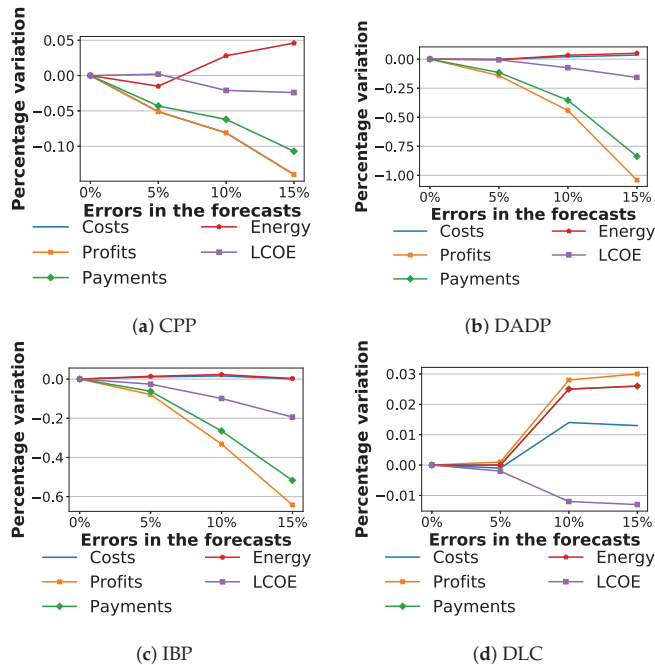 0.05
0.00
−0.05
−0.10
Percentage variation
0% 5% 10% 15%
Errors in the forecasts
Costs Energy
Profits LCOE
Payments
(a) CPP
0.00
−0.25
−0.50
−0.75
−1.00
Percentage variation
0% 5% 10% 15%
Errors in the forecasts
Costs Energy
Profits LCOE
Payments
(b) DADP
0.0
−0.2
−0.4
−0.6
Percentage variation
0% 5% 10% 15%
Errors in the forecasts
Costs Energy
Profits LCOE
Payments
(c) IBP
0.03
0.02
0.01
0.00
−0.01
Percentage variation
0% 5% 10% 15%
Errors in the forecasts
Costs Energy
Profits LCOE
Payments
(d) DLC